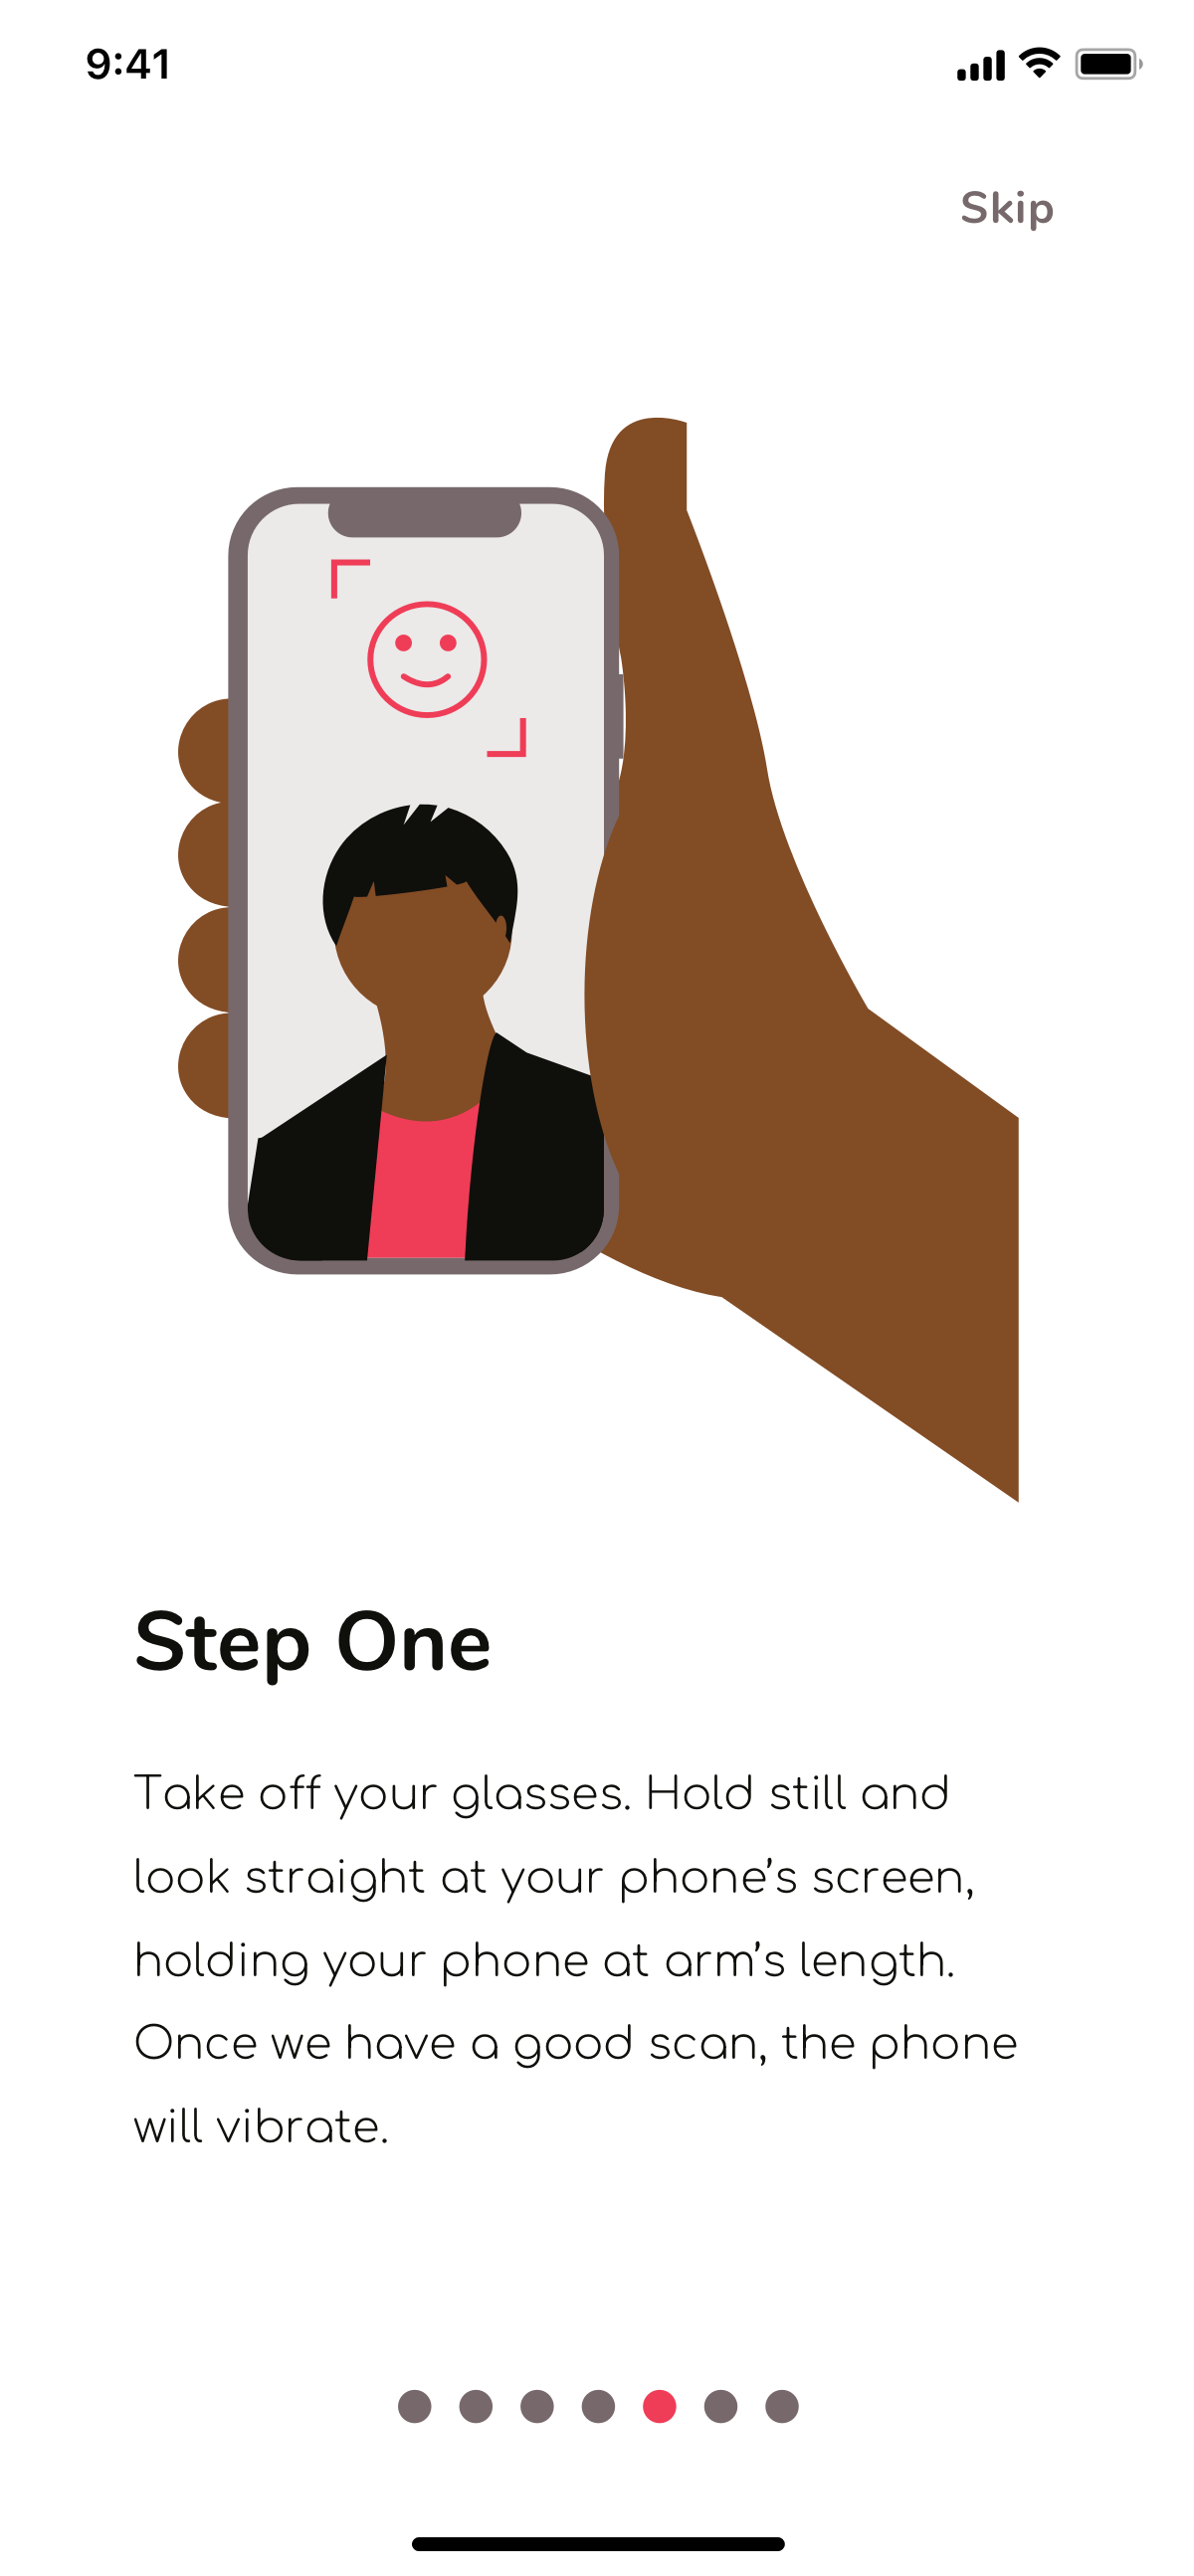 9:41
Skip
Step One
Take off your glasses. Hold still and
look straight at your phone’s screen,
holding your phone at arm’s length.
Once we have a good scan, the phone
will vibrate.